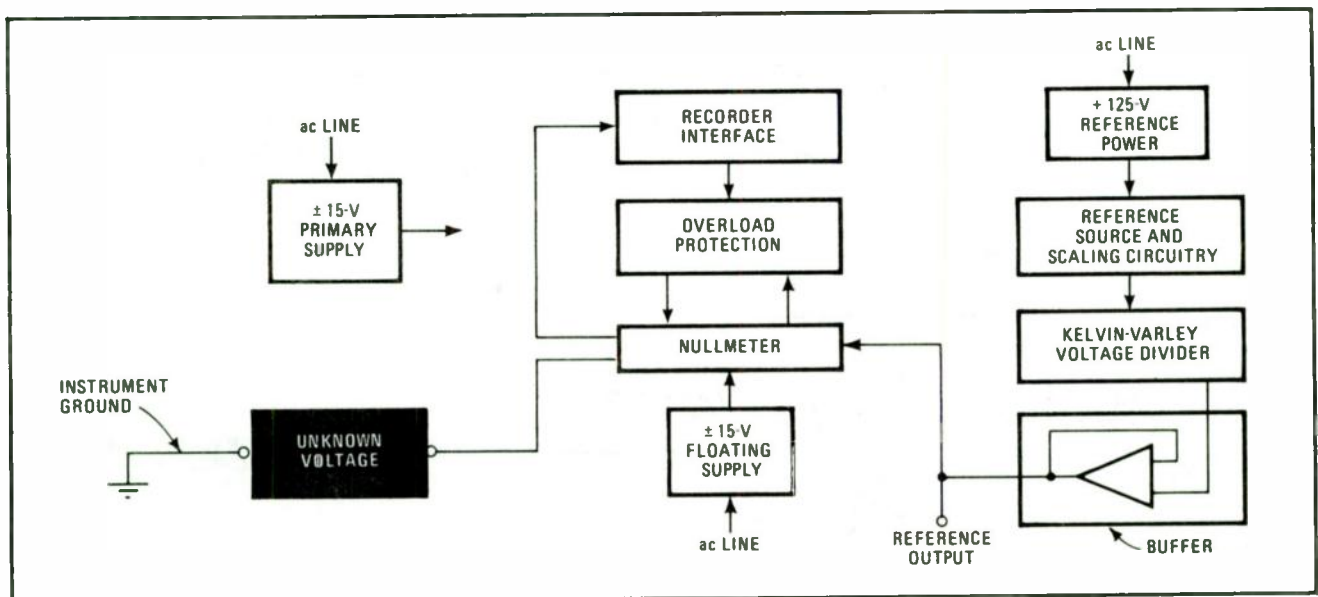 ac LINE
± 15-V
PRIMARY
SUPPLY
INSTRUMENT
GROUND
UNKNOWN
VOLTAGE
RECORDER
INTERFACE
OVERLOAD
PROTECTION
NULLMETER
± 15-V
FLOATING
SUPPLY
ac LINE
REFERENCE
OUTPUT
ac LINE
+ 125-V
REFERENCE
POWER
REFERENCE
SOURCE AND
SCALING CIRCUITRY
KELVIN-VARLEY
VOLTAGE DIVIDER
BUFFER